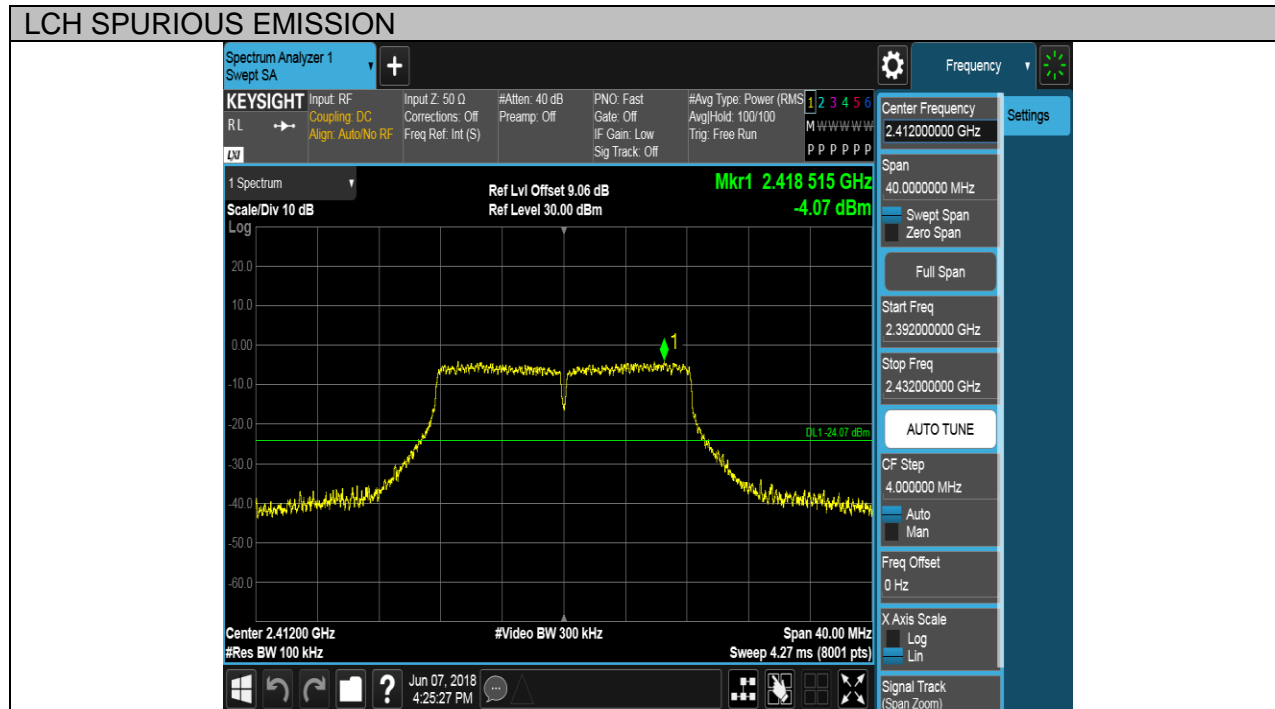 LCH SPURIOUS EMISSION
Spectrum Analyzer 1
Swept SA
Frequency
KEYSIGHT
RL
LXI
Input: RF
Coupling: DC
Align: Auto/No RF
Input Z: 50 Ω
Corrections: Off
Freq Ref: Int (S)
#Atten: 40 dB
Preamp: Off
PNO: Fast
Gate: Off
IF Gain: Low
Sig Track: Off
#Avg Type: Power (RMS
Avg|Hold: 100/100
Trig: Free Run
1 2 3 4 5 6
M W W W W W
P P P P P P
1 Spectrum
Scale/Div 10 dB
Log
Ref Lvl Offset 9.06 dB
Ref Level 30.00 dBm
Mkr1 2.418 515 GHz
-4.07 dBm
20.0
10.0
0.00
-10.0
-20.0
-30.0
-40.0
-50.0
-60.0
1
DL1 -24.07 dBm
Center 2.41200 GHz
#Res BW 100 kHz
#Video BW 300 kHz
Span 40.00 MHz
Sweep 4.27 ms (8001 pts)
Jun 07, 2018
4:25:27 PM
Center Frequency
2.412000000 GHz
Span
40.0000000 MHz
Swept Span
Zero Span
Full Span
Start Freq
2.392000000 GHz
Stop Freq
2.432000000 GHz
AUTO TUNE
CF Step
4.000000 MHz
Auto
Man
Freq Offset
0 Hz
X Axis Scale
Log
Lin
Signal Track
(Span Zoom)
Settings